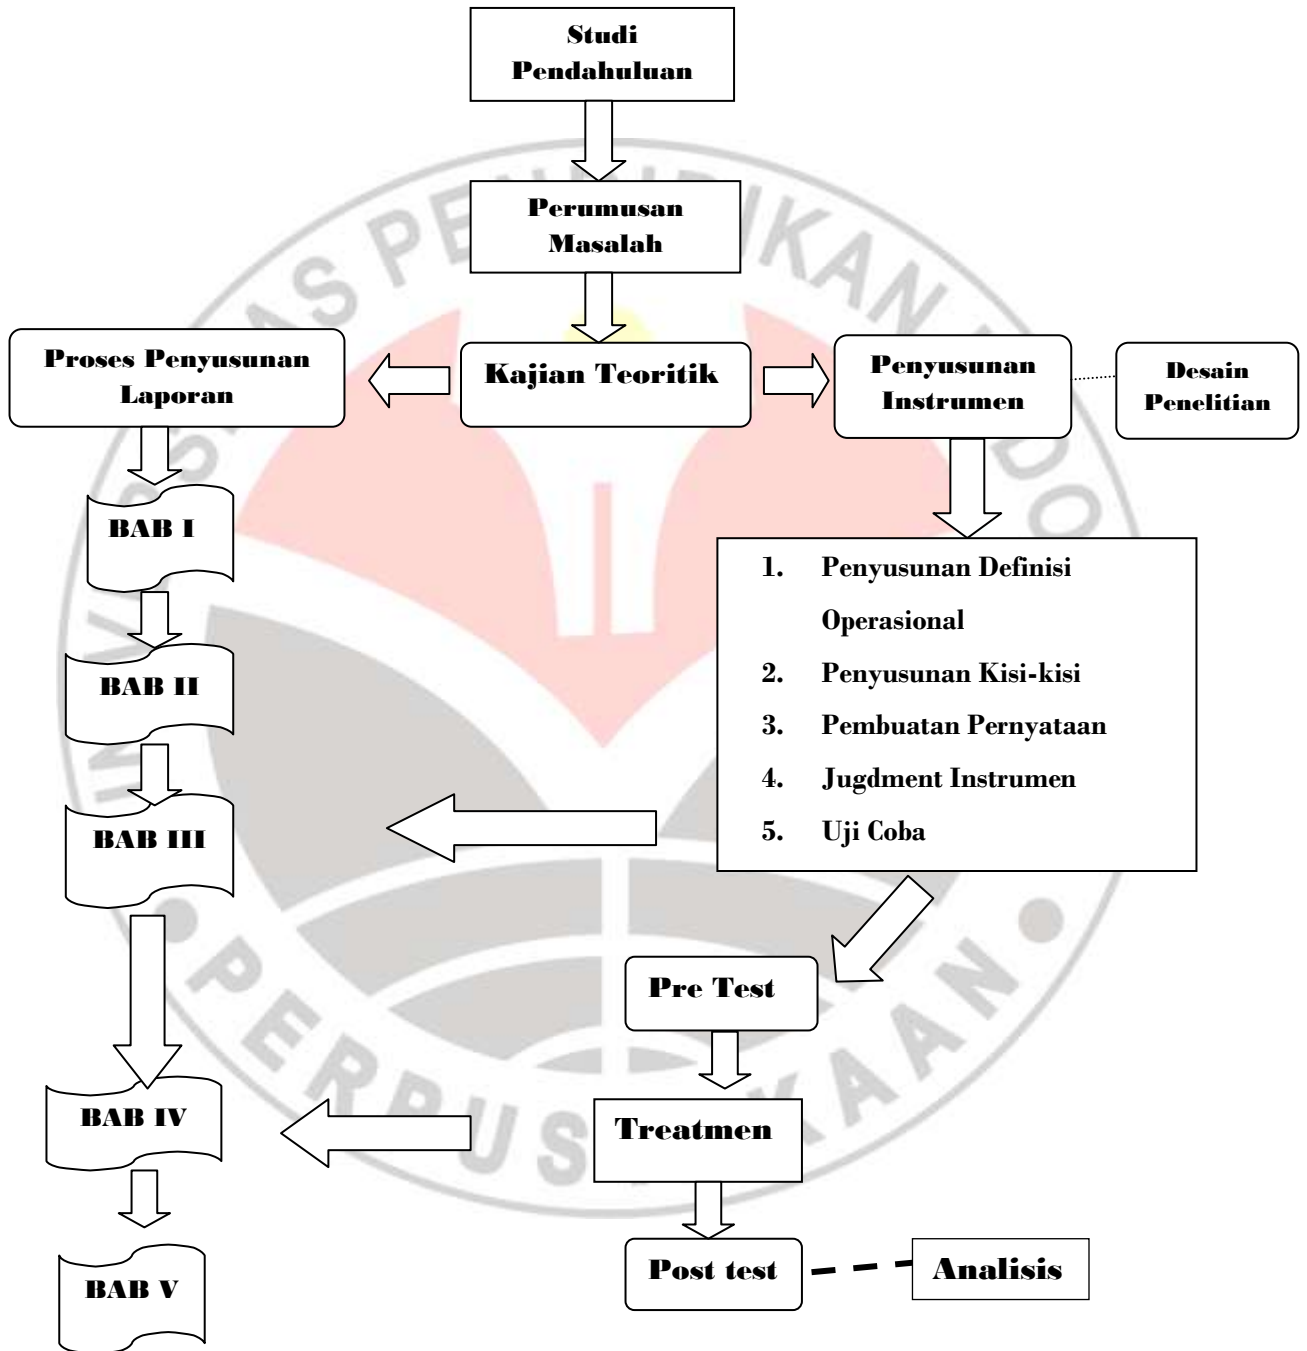 Studi
Pendahuluan
Perumusan
Masalah
Proses Penyusunan
Laporan
Kajian Teoritik
Penyusunan
Instrumen
Desain
Penelitian
BAB I
BAB II
BAB III
BAB IV
BAB V
1. Penyusunan Definisi
Operasional
2. Penyusunan Kisi-kisi
3. Pembuatan Pernyataan
4. Jugdment Instrumen
5. Uji Coba
Pre Test
Treatmen
Post test
Analisis
PERPUSTAKAAN